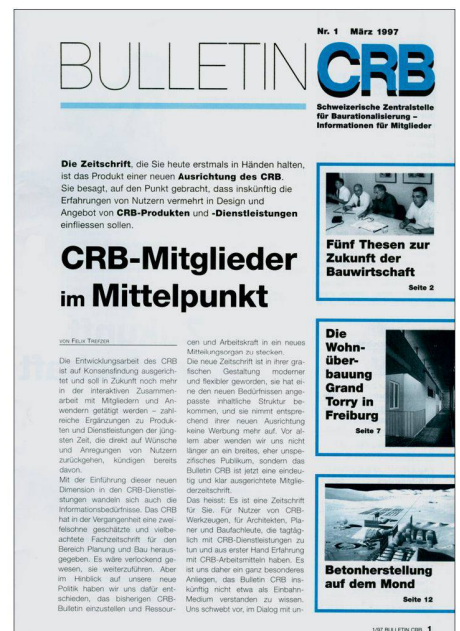 Nr. 1 März 1997
BULLETIN CRB
Schweizerische Zentralstelle
für Baurationalisierung –
Informationen für Mitglieder
Die Zeitschrift, die Sie heute erstmals in Händen halten,
ist das Produkt einer neuen Ausrichtung des CRB.
Sie besagt, auf den Punkt gebracht, dass inskünftig die
Erfahrungen von Nutzern vermehrt in Design und
Angebot von CRB-Produkten und -Dienstleistungen
einfliessen sollen.
CRB-Mitglieder
im Mittelpunkt
VON FELIX TREFZER
Die Entwicklungsarbeit des CRB
ist auf Konsensfindung ausgerich-
tet und soll in Zukunft noch mehr
in der interaktiven Zusammen-
arbeit mit Mitgliedern und An-
wendern getätigt werden – zahl-
reiche Ergänzungen zu Produk-
ten und Dienstleistungen der jüng-
sten Zeit, die direkt auf Wünsche
und Anregungen von Nutzern
zurückgehen, kündigen bereits
davon.
Mit der Einführung dieser neuen
Dimension in den CRB-Dienstlei-
stungen wandeln sich auch die
Informationsbedürfnisse. Das CRB
hat in der Vergangenheit eine zwei-
felsohne geschätzte und vielbe-
achtete Fachzeitschrift für den
Bereich Planung und Bau heraus-
gegeben. Es wäre verlockend ge-
wesen, sie weiterzuführen. Aber
im Hinblick auf unsere neue
Politik haben wir uns dafür ent-
schieden, das bisherigen CRB-
Bulletin einzustellen und Ressour-
cen und Arbeitskraft in ein neues
Mitteilungsorgan zu stecken.
Die neue Zeitschrift ist in ihrer gra-
fischen Gestaltung moderner
und flexibler geworden, sie hat ei-
ne den neuen Bedürfnissen ange-
passte inhaltliche Struktur be-
kommen, und sie nimmt entspre-
chend ihrer neuen Ausrichtung
keine Werbung mehr auf. Vor al-
lem aber wenden wir uns nicht
länger an ein breites, eher unspe-
zifisches Publikum, sondern das
Bulletin CRB ist jetzt eine eindeu-
tig und klar ausgerichtete Mitglie-
derzeitschrift.
Das heisst: Es ist eine Zeitschrift
für Sie. Für Nutzer von CRB-
Werkzeugen, für Architekten, Pla-
ner und Baufachleute, die tagtäg-
lich mit CRB-Dienstleistungen zu
tun und aus erster Hand Erfahrung
mit CRB-Arbeitsmitteln haben. Es
ist uns daher ein ganz besonderes
Anliegen, das Bulletin CRB ins-
künftig nicht etwa als Einbahn-
Medium verstanden zu wissen.
Uns schwebt vor, im Dialog mit un-
Fünf Thesen zur
Zukunft der
Bauwirtschaft
Seite 2
Die
Wohn-
über-
bauung
Grand
Torry in
Freiburg
Seite 7
Betonherstellung
auf dem Mond
Seite 12
1/97 BULLETIN CRB 1